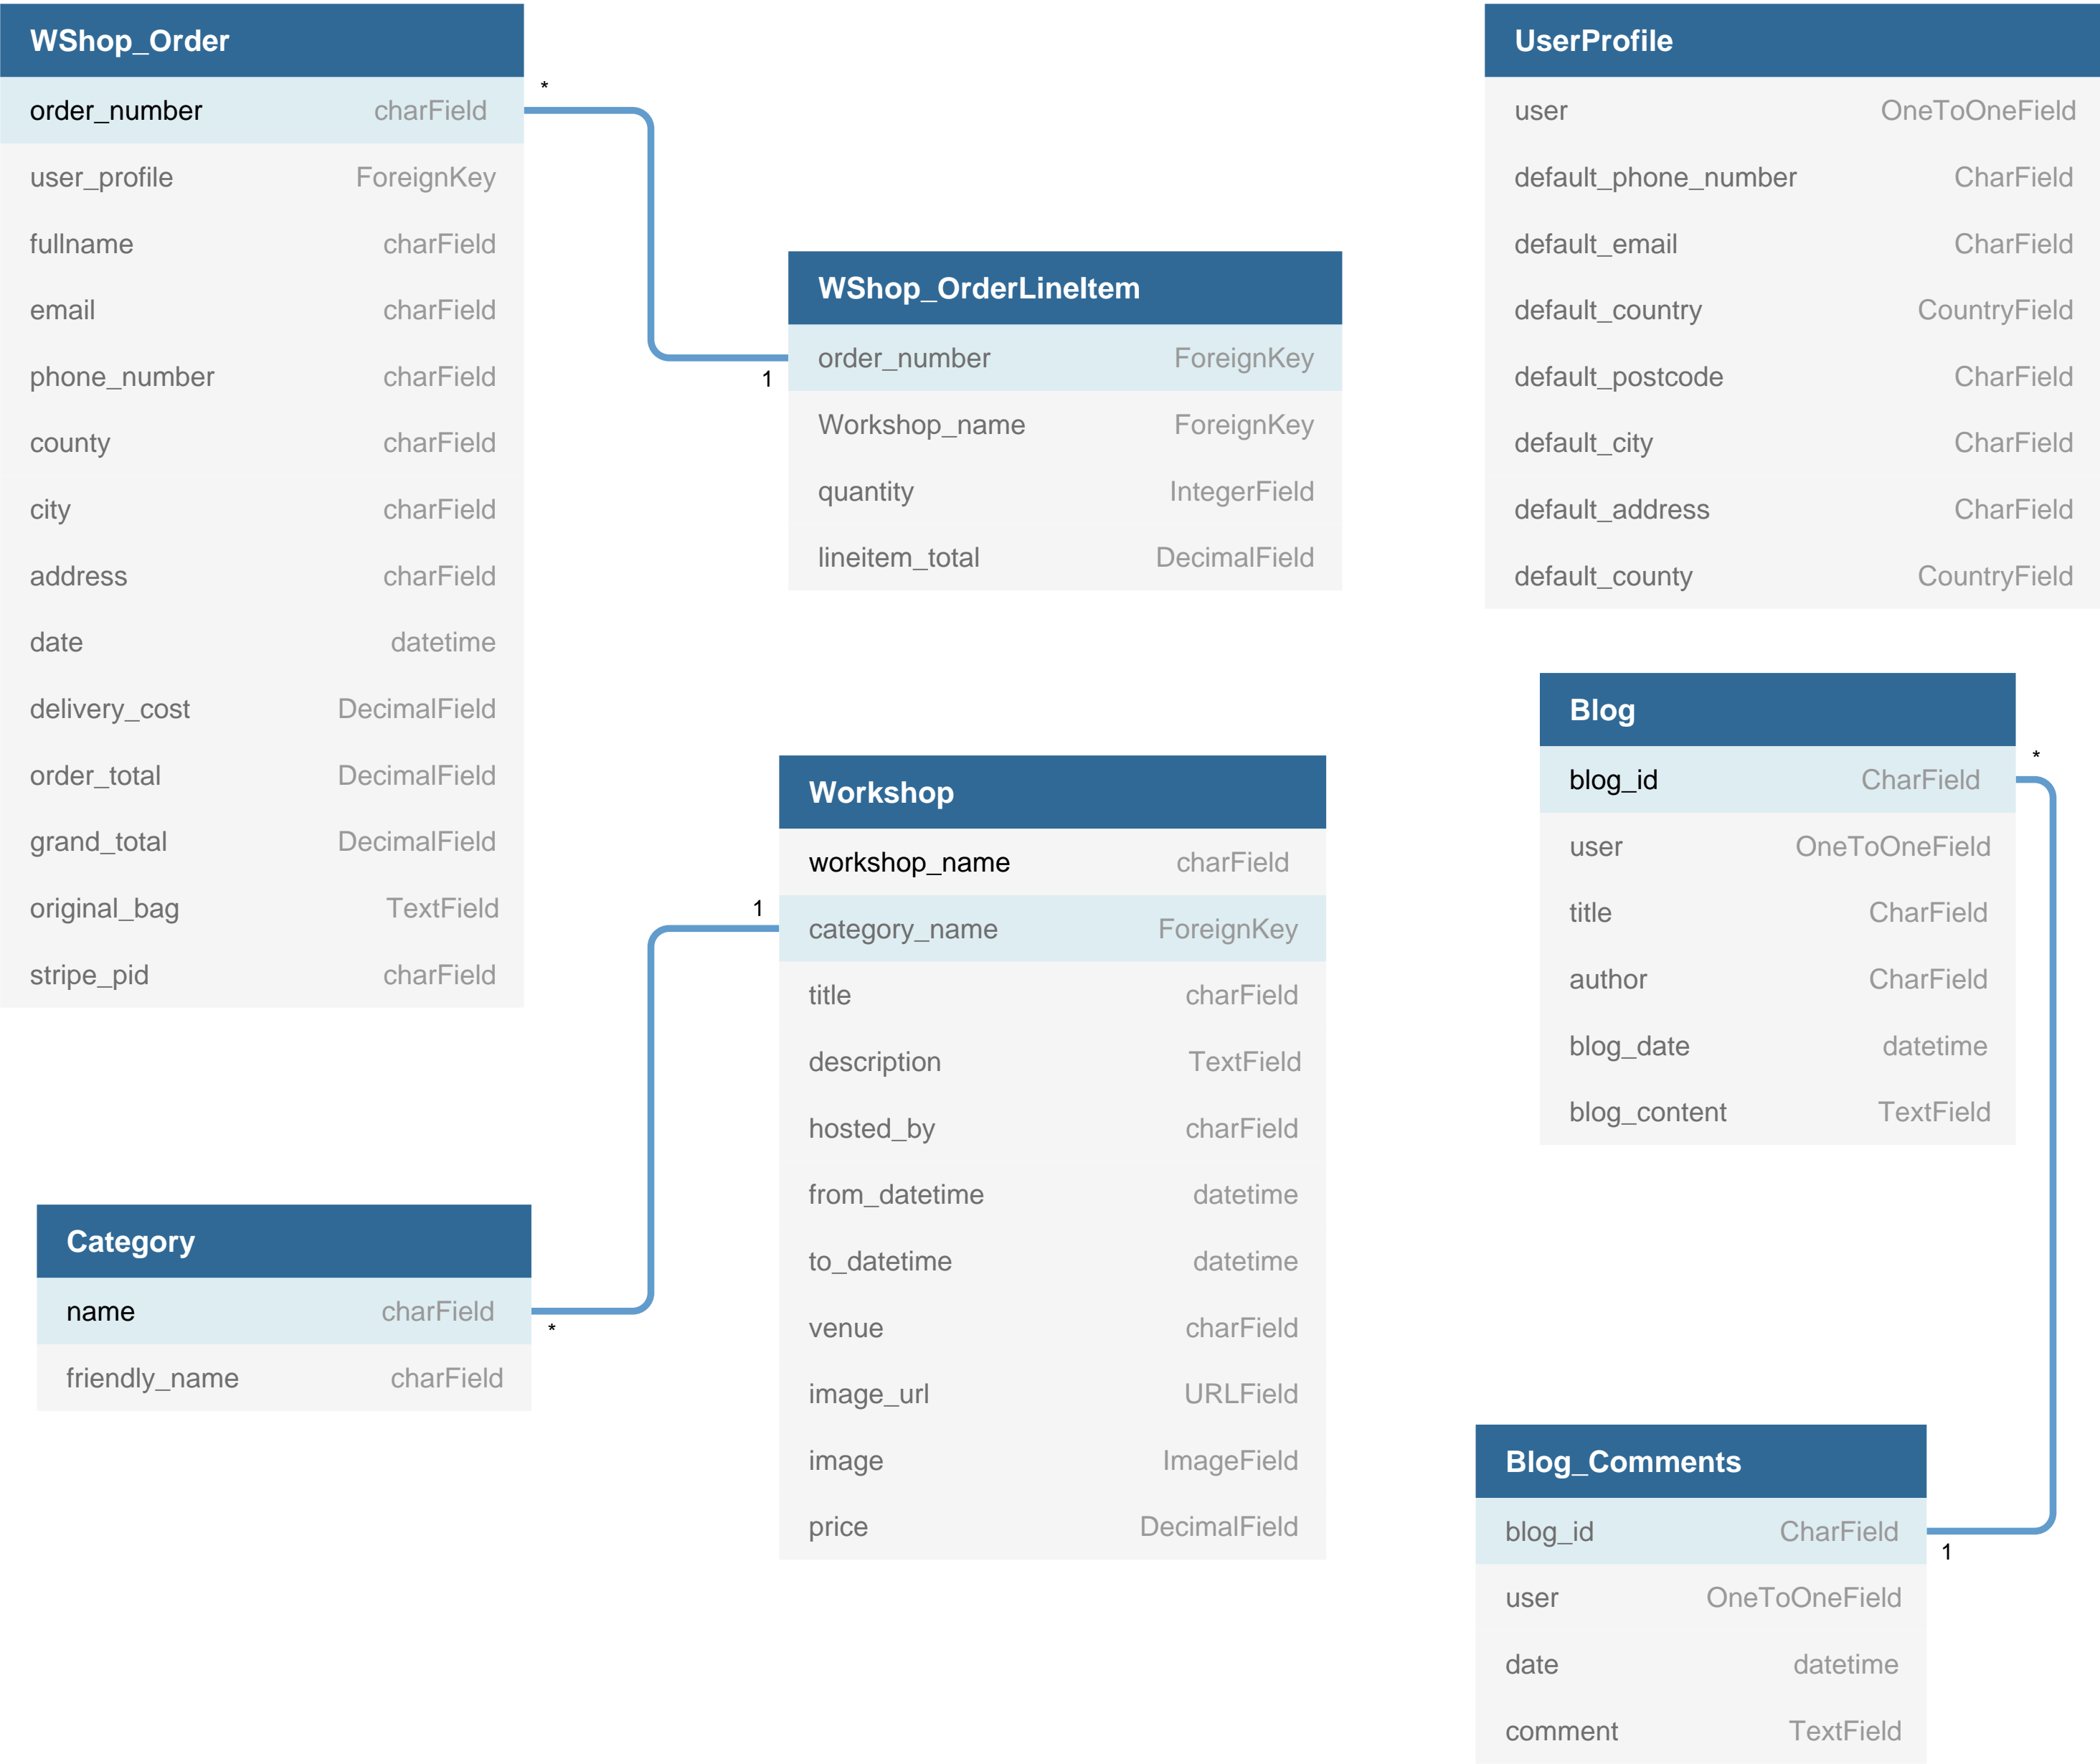 WShop_Order
order_number charField
user_profile ForeignKey
fullname charField
email charField
phone_number charField
county charField
city charField
address charField
date datetime
delivery_cost DecimalField
order_total DecimalField
grand_total DecimalField
original_bag TextField
stripe_pid charField
*
1
WShop_OrderLineItem
order_number ForeignKey
Workshop_name ForeignKey
quantity IntegerField
lineitem_total DecimalField
UserProfile
user OneToOneField
default_phone_number CharField
default_email CharField
default_country CountryField
default_postcode CharField
default_city CharField
default_address CharField
default_county CountryField
Workshop
workshop_name charField
category_name ForeignKey
title charField
description TextField
hosted_by charField
from_datetime datetime
to_datetime datetime
venue charField
image_url URLField
image ImageField
price DecimalField
1
*
Category
name charField
friendly_name charField
Blog
blog_id CharField
user OneToOneField
title CharField
author CharField
blog_date datetime
blog_content TextField
*
1
Blog_Comments
blog_id CharField
user OneToOneField
date datetime
comment TextField